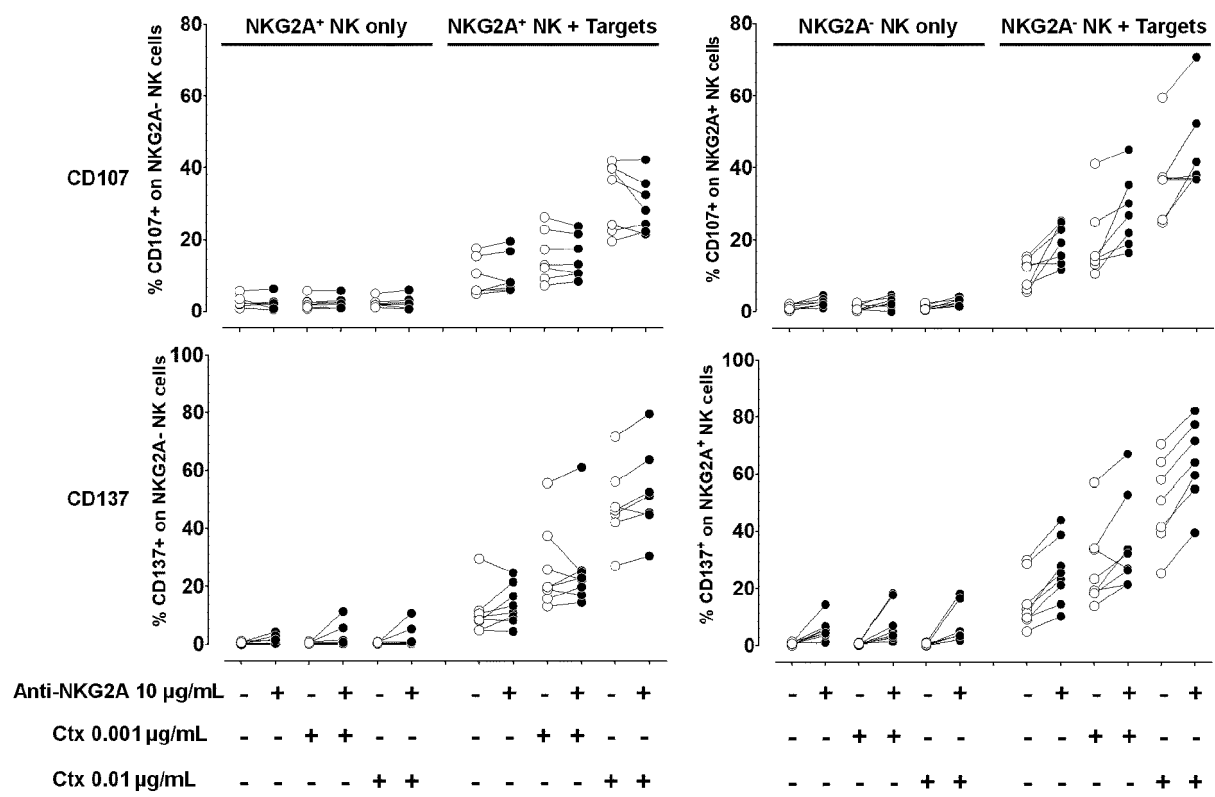 NKG2A⁺ NK only NKG2A⁺ NK + Targets
80
60
40
20
0
% CD107+ on NKG2A- NK cells
CD107
NKG2A⁻ NK only NKG2A⁻ NK + Targets
80
60
40
20
0
% CD107+ on NKG2A+ NK cells
100
80
60
40
20
0
% CD137+ on NKG2A- NK cells
CD137
100
80
60
40
20
0
% CD137⁺ on NKG2A⁺ NK cells
Anti-NKG2A 10 µg/mL - + - + - + - + - + - + - + - + - + - + - + - +
Ctx 0.001 µg/mL - - + + - - - - + + - - - - + + - - - - + + - -
Ctx 0.01 µg/mL - - - - + + - - - - + + - - - - + + - - - - + +